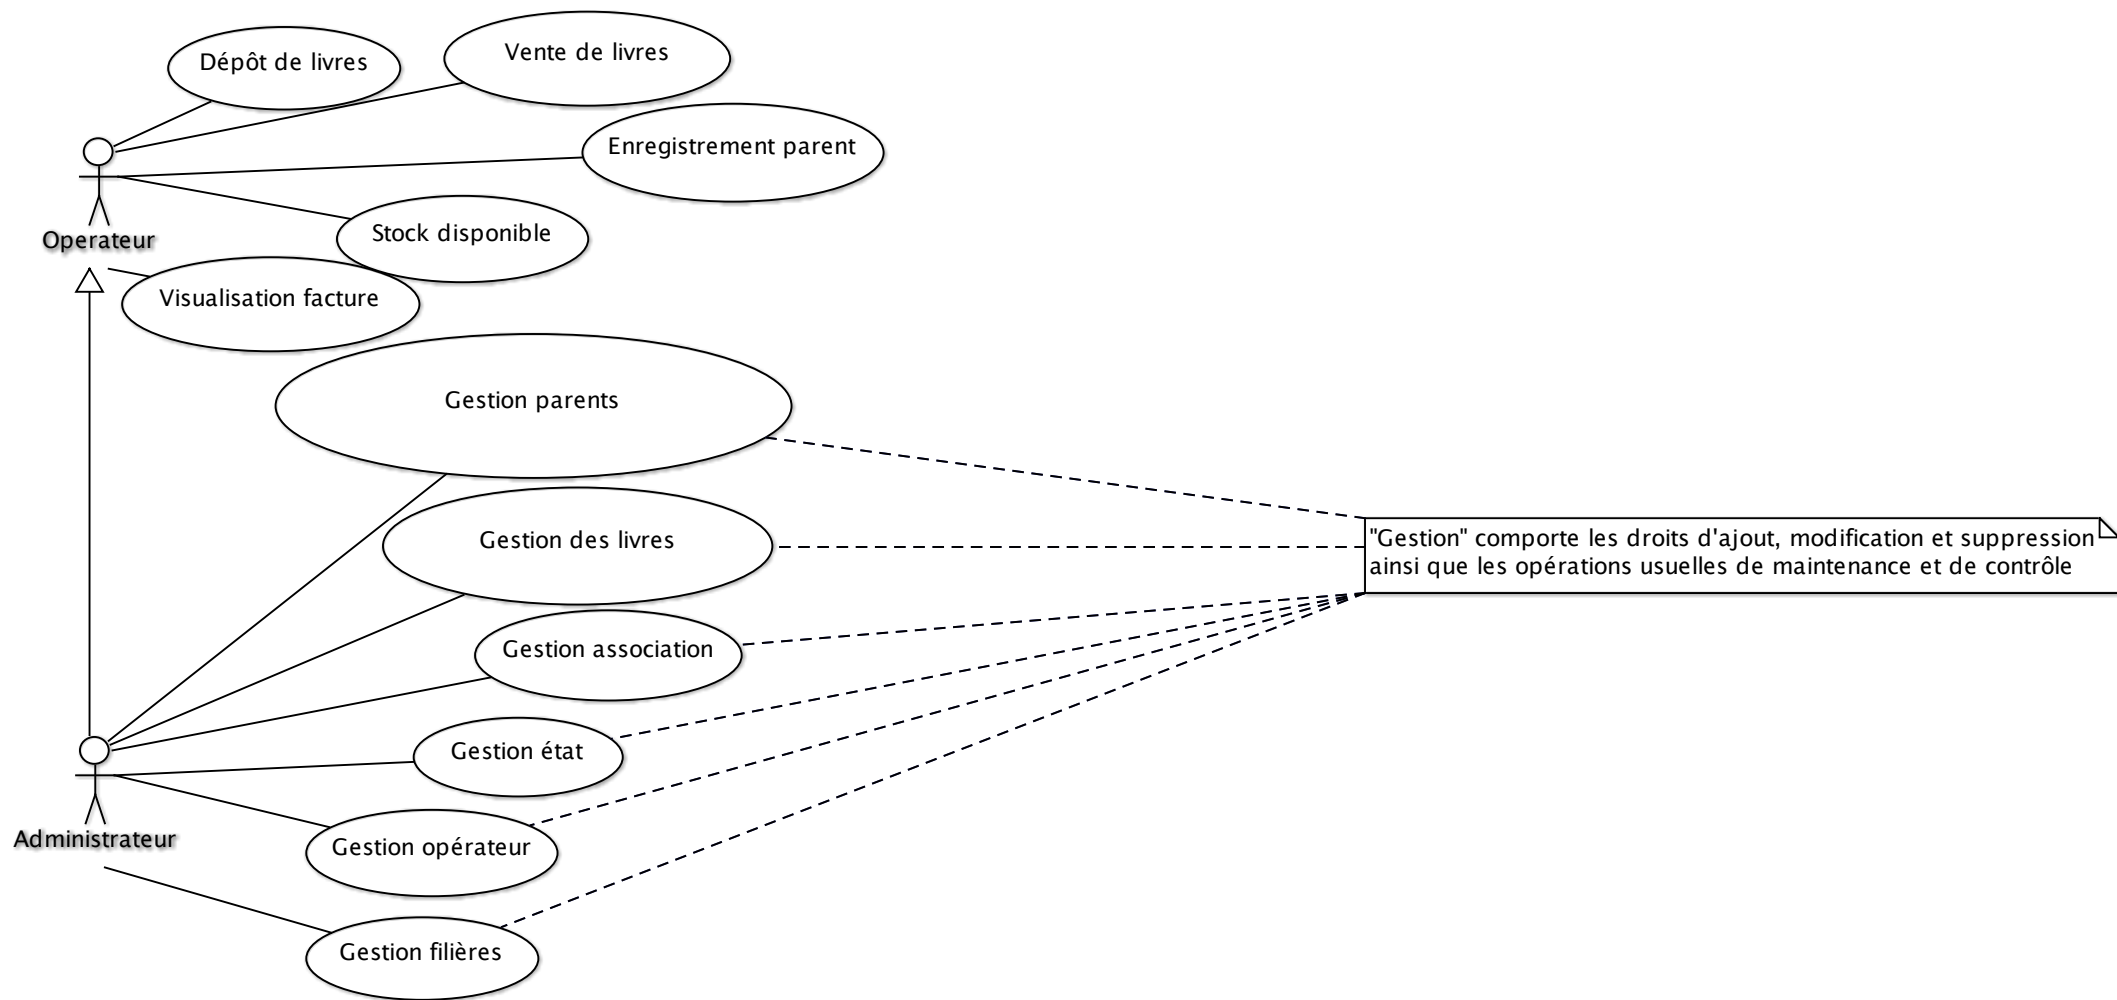 Dépôt de livres
Vente de livres
Enregistrement parent
Operateur
Stock disponible
Visualisation facture
Gestion parents
Gestion des livres
"Gestion" comporte les droits d'ajout, modification et suppression
ainsi que les opérations usuelles de maintenance et de contrôle
Gestion association
Gestion état
Administrateur
Gestion opérateur
Gestion filières